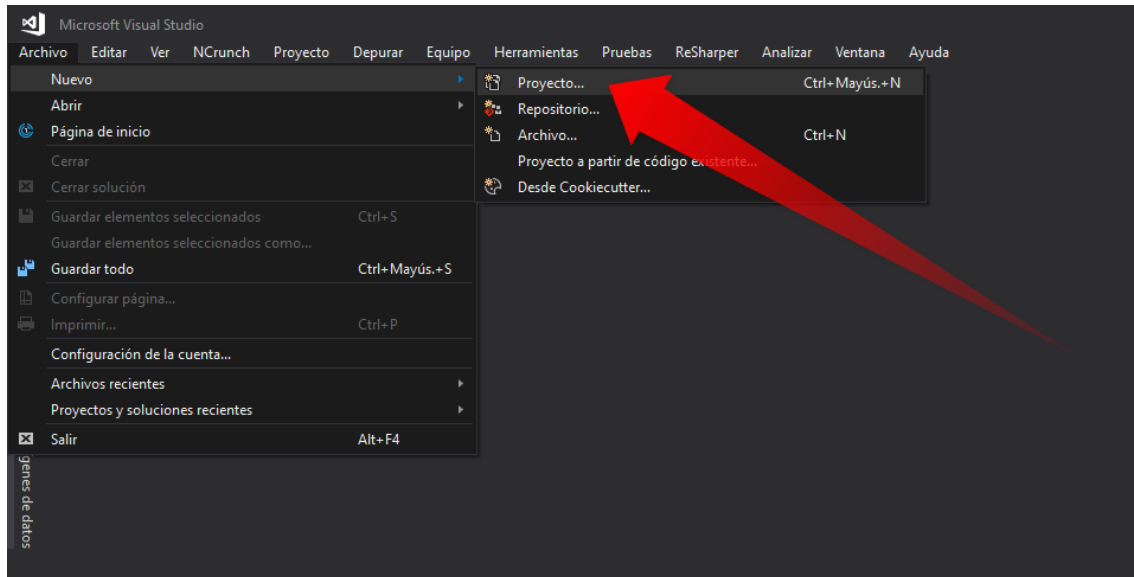 Microsoft Visual Studio
Archivo Editar Ver NCrunch Proyecto Depurar Equipo Herramientas Pruebas ReSharper Analizar Ventana Ayuda
Nuevo
Abrir
Página de inicio
Cerrar
Cerrar solución
Guardar elementos seleccionados Ctrl+S
Guardar elementos seleccionados como...
Guardar todo Ctrl+Mayús.+S
Configurar página...
Imprimir... Ctrl+P
Configuración de la cuenta...
Archivos recientes
Proyectos y soluciones recientes
Salir Alt+F4
Proyecto... Ctrl+Mayús.+N
Repositorio...
Archivo... Ctrl+N
Proyecto a partir de código existente...
Desde Cookiecutter...
genes de datos